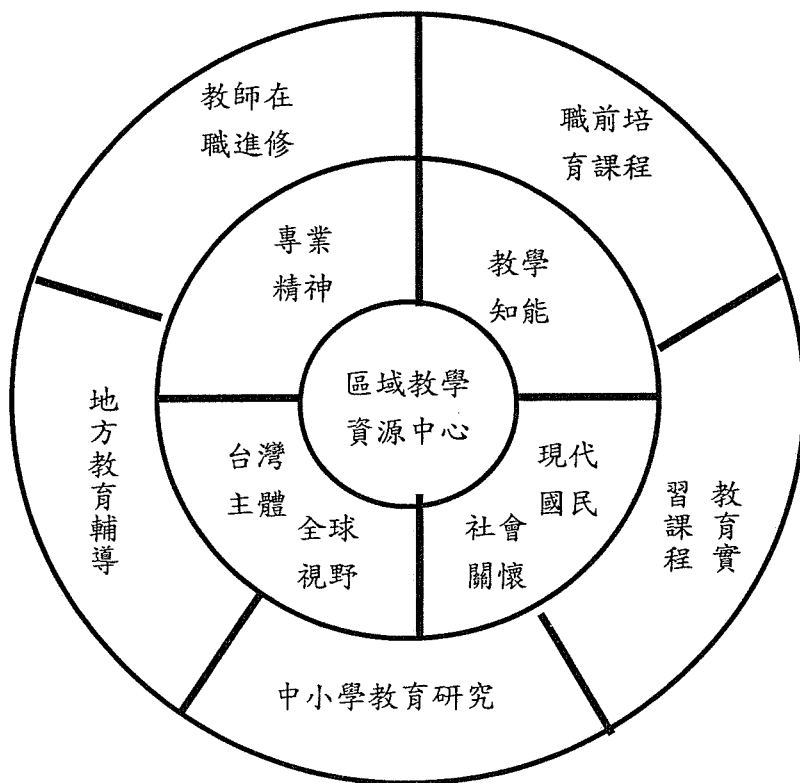 教師在
職進修
職前培
育課程
專業
精神
教學
知能
區域教學
資源中心
地方教育輔導
台灣
主體
全球
視野
社會
關懷
現代
國民
教育實
習課程
中小學教育研究